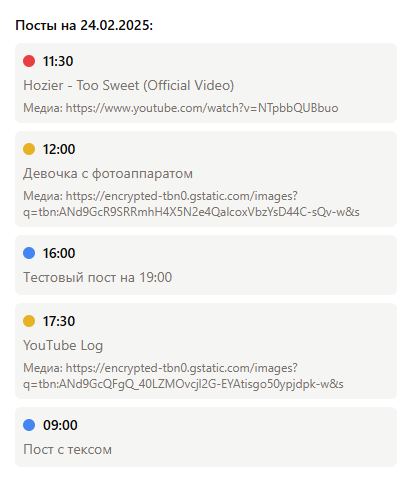 Посты на 24.02.2025:
11:30
Hozier - Too Sweet (Official Video)
Медиа: https://www.youtube.com/watch?v=NTpbbQUBbuo
12:00
Девочка с фотоаппаратом
Медиа: https://encrypted-tbn0.gstatic.com/images?
q=tbn:ANd9GcR9SRRmhH4X5N2e4QalcoxVbzYsD44C-sQv-w&s
16:00
Тестовый пост на 19:00
17:30
YouTube Log
Медиа: https://encrypted-tbn0.gstatic.com/images?
q=tbn:ANd9GcQFgQ_40LZMOvcjl2G-EYAtisgo50ypjdpk-w&s
09:00
Пост с тексом